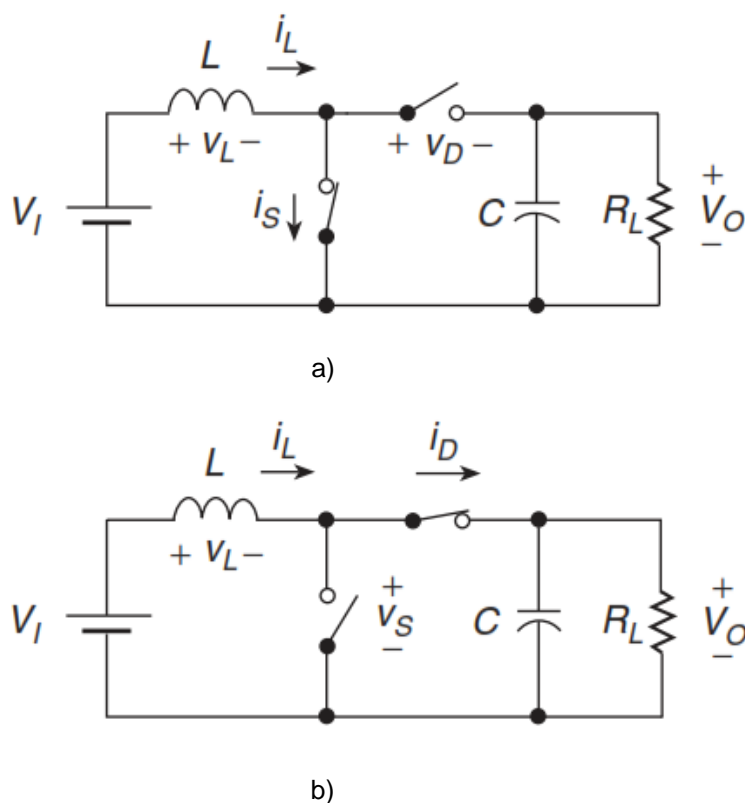 i_L
L
+ v_L −
+ v_D −
V_I
i_S
C
R_L
+
V_O
−
a)
i_L
i_D
L
+ v_L −
V_I
+
v_S
−
C
R_L
+
V_O
−
b)